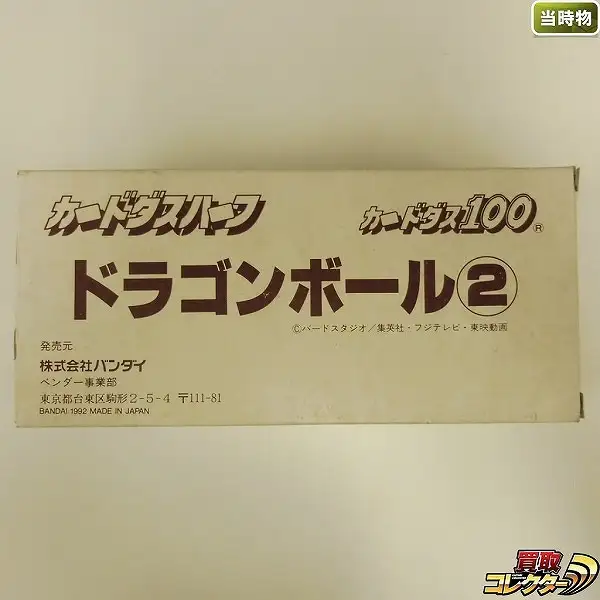 当時物
カードダスハーフ
カードダス100®
ドラゴンボール②
©バードスタジオ/集英社・フジテレビ・東映動画
発売元
株式会社バンダイ
ベンダー事業部
東京都台東区駒形2-5-4 〒111-81
BANDAI 1992 MADE IN JAPAN
買取
コレクター